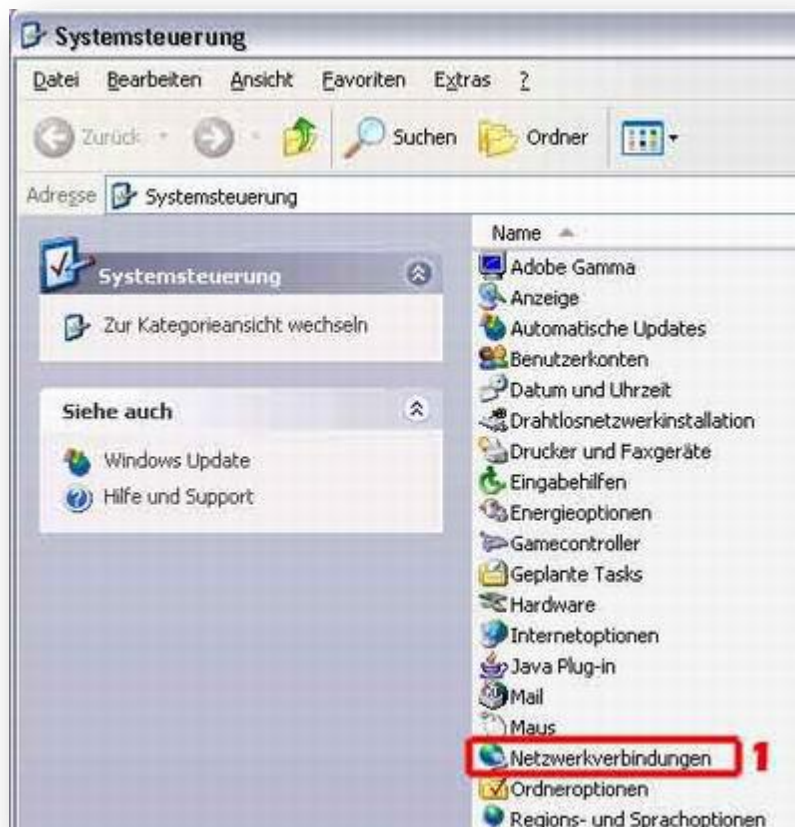 Systemsteuerung
Datei Bearbeiten Ansicht Favoriten Extras ?
Zurück Suchen Ordner
Adresse Systemsteuerung
Systemsteuerung
Zur Kategorieansicht wechseln
Siehe auch
Windows Update
Hilfe und Support
Name
Adobe Gamma
Anzeige
Automatische Updates
Benutzerkonten
Datum und Uhrzeit
Drahtlosnetzwerkinstallation
Drucker und Faxgeräte
Eingabehilfen
Energieoptionen
Gamecontroller
Geplante Tasks
Hardware
Internetoptionen
Java Plug-in
Mail
Maus
Netzwerkverbindungen 1
Ordneroptionen
Regions- und Sprachoptionen